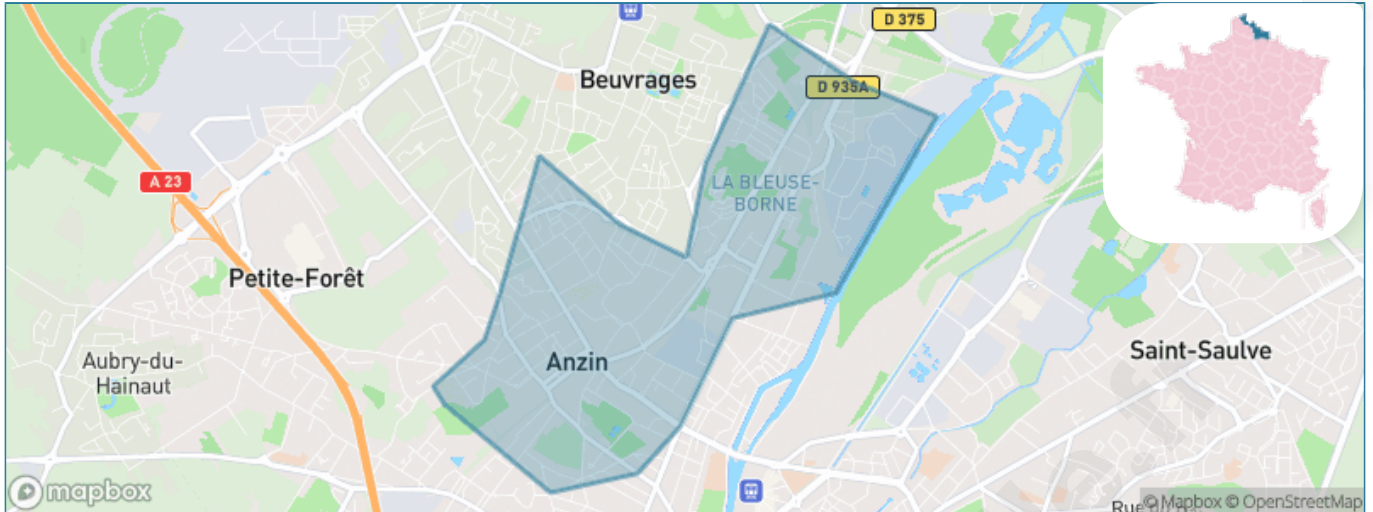 D 375
Beuvrages
D 935A
A 23
LA BLEUSE-
BORNE
Petite-Forêt
Saint-Saulve
Aubry-du-
Hainaut
Anzin
mapbox
© Mapbox © OpenStreetMap